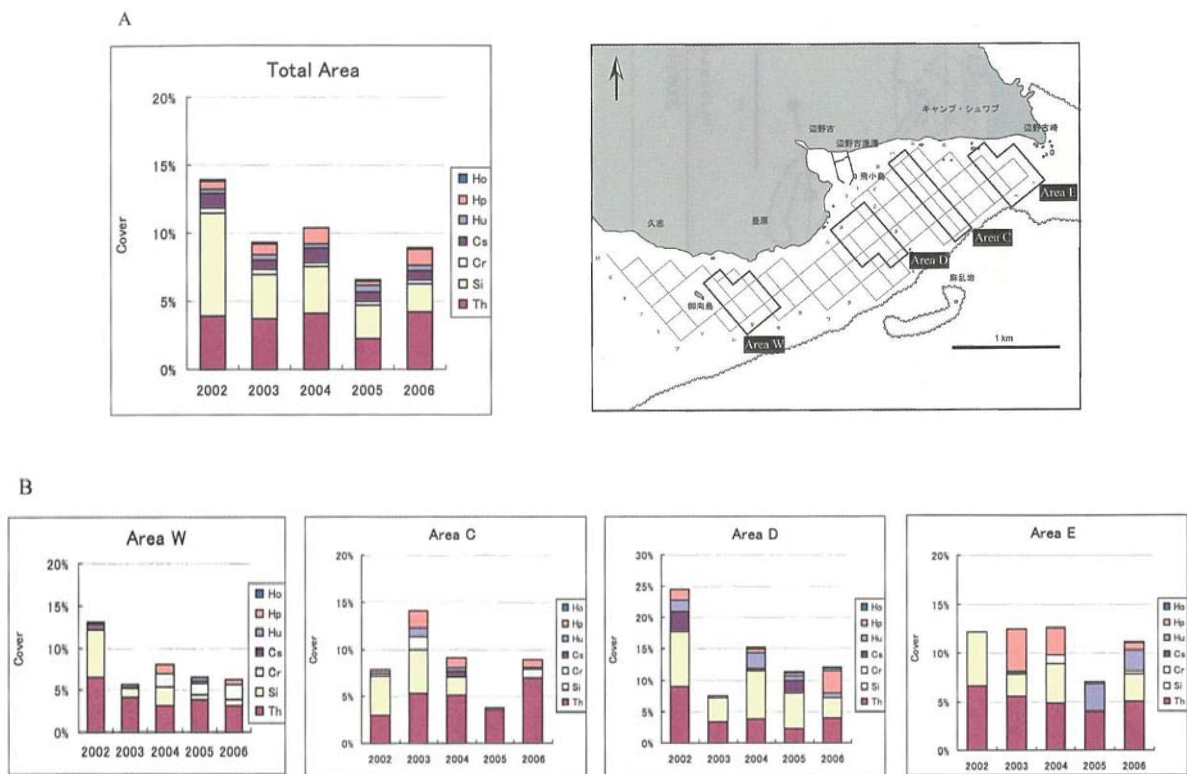 A
Total Area
Cover
20%
15%
10%
5%
0%
2002 2003 2004 2005 2006
Ho
Hp
Hu
Cs
Cr
Si
Th
キャンプ・シュワブ
辺野古
辺野古漁港
辺野古崎
飛小島
久志
豊原
御向島
麻乱岩
Area E
Area C
Area D
Area W
1 km
B
Area W
Cover
20%
15%
10%
5%
0%
2002 2003 2004 2005 2006
Ho
Hp
Hu
Cs
Cr
Si
Th
Area C
Cover
20%
15%
10%
5%
0%
2002 2003 2004 2005 2006
Ho
Hp
Hu
Cs
Cr
Si
Th
Area D
Cover
30%
25%
20%
15%
10%
5%
0%
2002 2003 2004 2005 2006
Ho
Hp
Hu
Cs
Cr
Si
Th
Area E
Cover
20%
15%
10%
5%
0%
2002 2003 2004 2005 2006
Ho
Hp
Hu
Cs
Cr
Si
Th